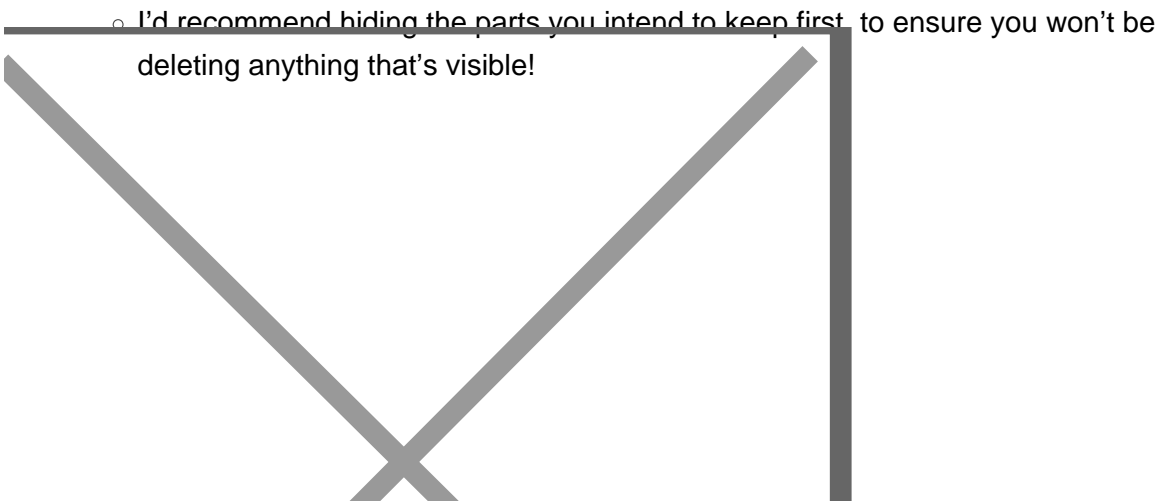 ○ I’d recommend hiding the parts you intend to keep first, to ensure you won’t be
deleting anything that’s visible!